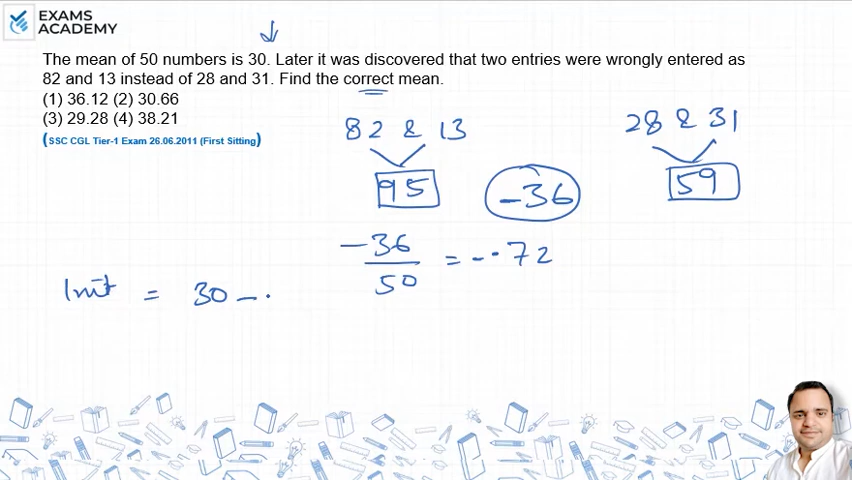 EXAMS
ACADEMY
The mean of 50 numbers is 30. Later it was discovered that two entries were wrongly entered as
82 and 13 instead of 28 and 31. Find the correct mean.
(1) 36.12 (2) 30.66
(3) 29.28 (4) 38.21
(SSC CGL Tier-1 Exam 26.06.2011 (First Sitting)
82 & 13
28 & 31
95
-36
59
-36
50
= -.72
= 30 - .